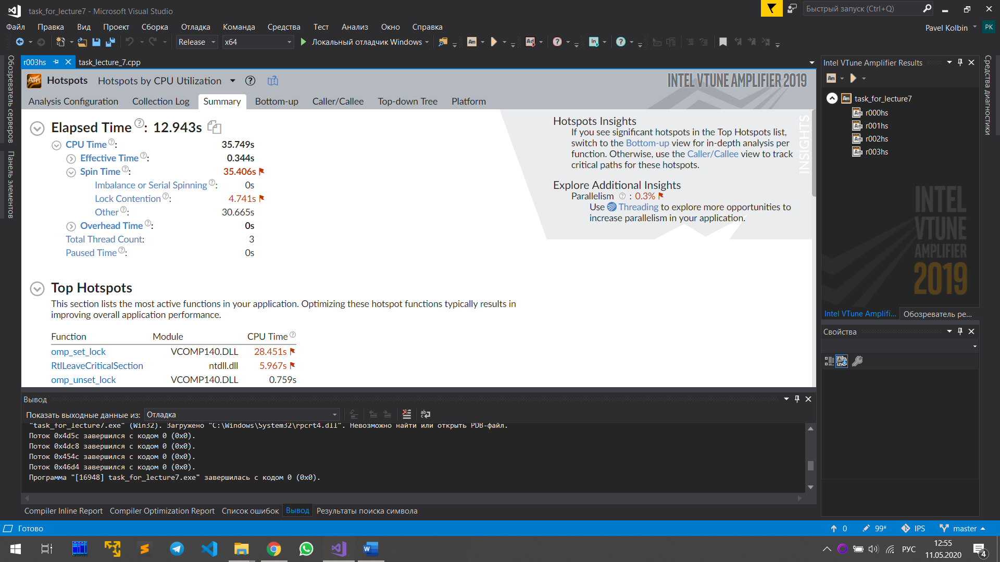 task_for_lecture7 - Microsoft Visual Studio
Быстрый запуск (Ctrl+Q)
Файл Правка Вид Проект Сборка Отладка Команда Средства Тест Анализ Окно Справка
Pavel Kolbin PK
Release x64 Локальный отладчик Windows
Обозреватель серверов
Панель элементов
r003hs task_lecture_7.cpp
Hotspots Hotspots by CPU Utilization
INTEL VTUNE AMPLIFIER 2019
Analysis Configuration Collection Log Summary Bottom-up Caller/Callee Top-down Tree Platform
Elapsed Time: 12.943s
CPU Time: 35.749s
Effective Time: 0.344s
Spin Time: 35.406s
Imbalance or Serial Spinning: 0s
Lock Contention: 4.741s
Other: 30.665s
Overhead Time: 0s
Total Thread Count: 3
Paused Time: 0s
Hotspots Insights
If you see significant hotspots in the Top Hotspots list,
switch to the Bottom-up view for in-depth analysis per
function. Otherwise, use the Caller/Callee view to track
critical paths for these hotspots.
Explore Additional Insights
Parallelism : 0.3%
Use Threading to explore more opportunities to
increase parallelism in your application.
INSIGHTS
Top Hotspots
This section lists the most active functions in your application. Optimizing these hotspot functions typically results in
improving overall application performance.
Function Module CPU Time
omp_set_lock VCOMP140.DLL 28.451s
RtlLeaveCriticalSection ntdll.dll 5.967s
omp_unset_lock VCOMP140.DLL 0.759s
Intel VTune Amplifier Results
task_for_lecture7
r000hs
r001hs
r002hs
r003hs
INTEL
VTUNE
AMPLIFIER
2019
Intel VTune Amplifi... Обозреватель ре...
Свойства
Средства диагностики
Вывод
Показать выходные данные из: Отладка
"task_for_lecture7.exe" (Win32). Загружено "C:\Windows\System32\rpcrt4.dll". Невозможно найти или открыть PDB-файл.
Поток 0x4d5c завершился с кодом 0 (0x0).
Поток 0x4dc8 завершился с кодом 0 (0x0).
Поток 0x454c завершился с кодом 0 (0x0).
Поток 0x46d4 завершился с кодом 0 (0x0).
Программа "[16948] task_for_lecture7.exe" завершилась с кодом 0 (0x0).
Compiler Inline Report Compiler Optimization Report Список ошибок Вывод Результаты поиска символа
Готово
0 99* IPS master
РУС
12:55
11.05.2020
4